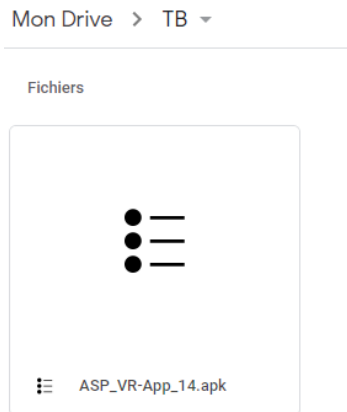 Mon Drive > TB
Fichiers
ASP_VR-App_14.apk